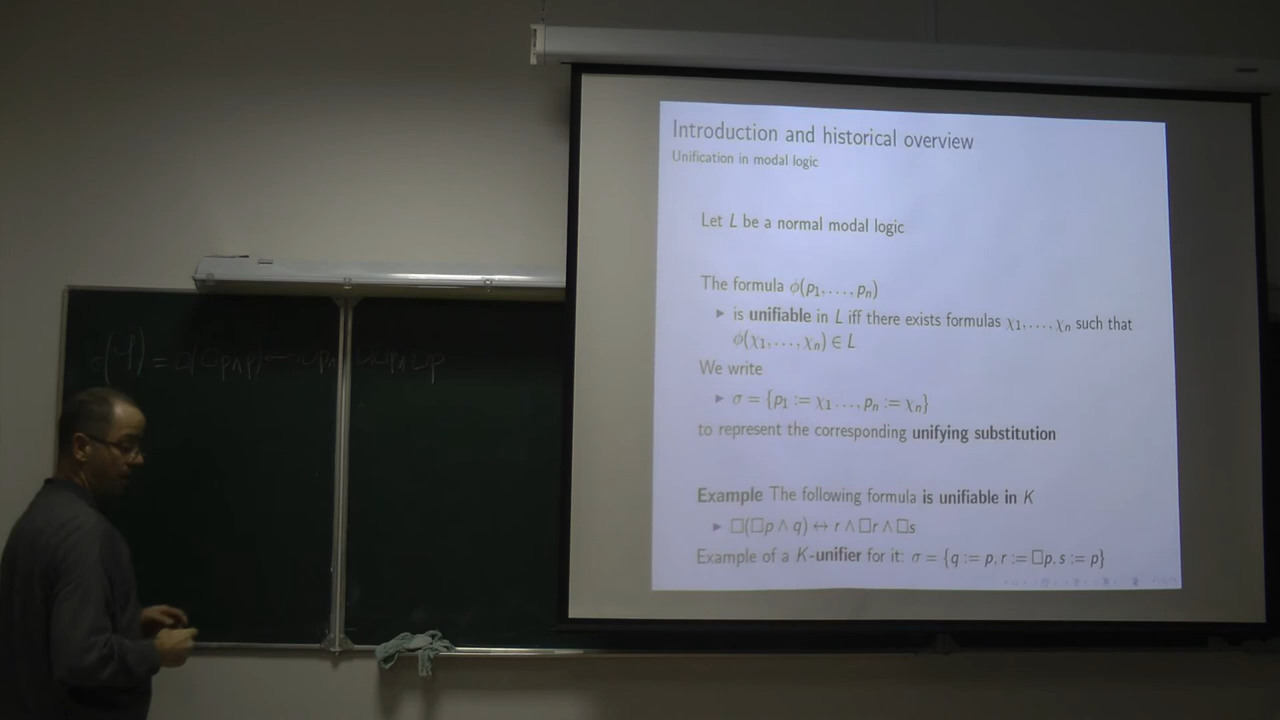 Introduction and historical overview
Unification in modal logic
Let L be a normal modal logic
The formula ϕ(p₁, . . . , pₙ)
▶ is unifiable in L iff there exists formulas χ₁, . . . , χₙ such that
ϕ(χ₁, . . . , χₙ) ∈ L
We write
▶ σ = {p₁ := χ₁ . . . , pₙ := χₙ}
to represent the corresponding unifying substitution
Example The following formula is unifiable in K
▶ □(□p ∧ q) ↔ r ∧ □r ∧ □s
Example of a K-unifier for it: σ = {q := p, r := □p, s := p}